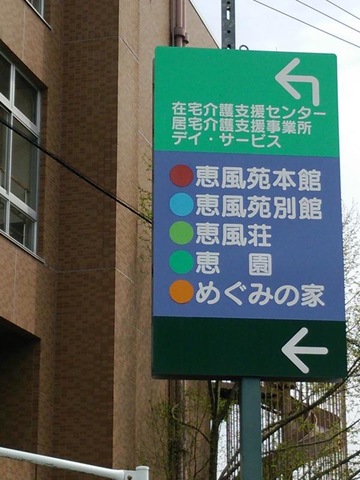 在宅介護支援センター
居宅介護支援事業所
デイ・サービス
恵風苑本館
恵風苑別館
恵風荘
恵　園
めぐみの家